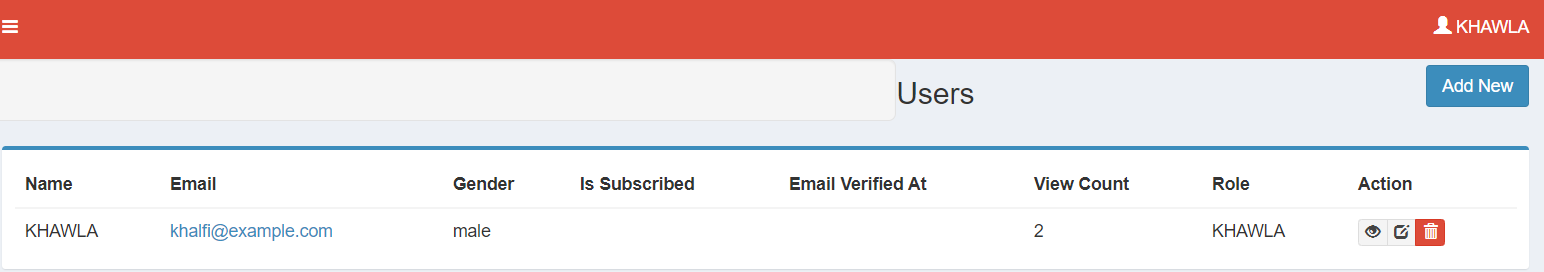 KHAWLA
Users
Add New
Name Email Gender Is Subscribed Email Verified At View Count Role Action
KHAWLA khalfi@example.com male 2 KHAWLA